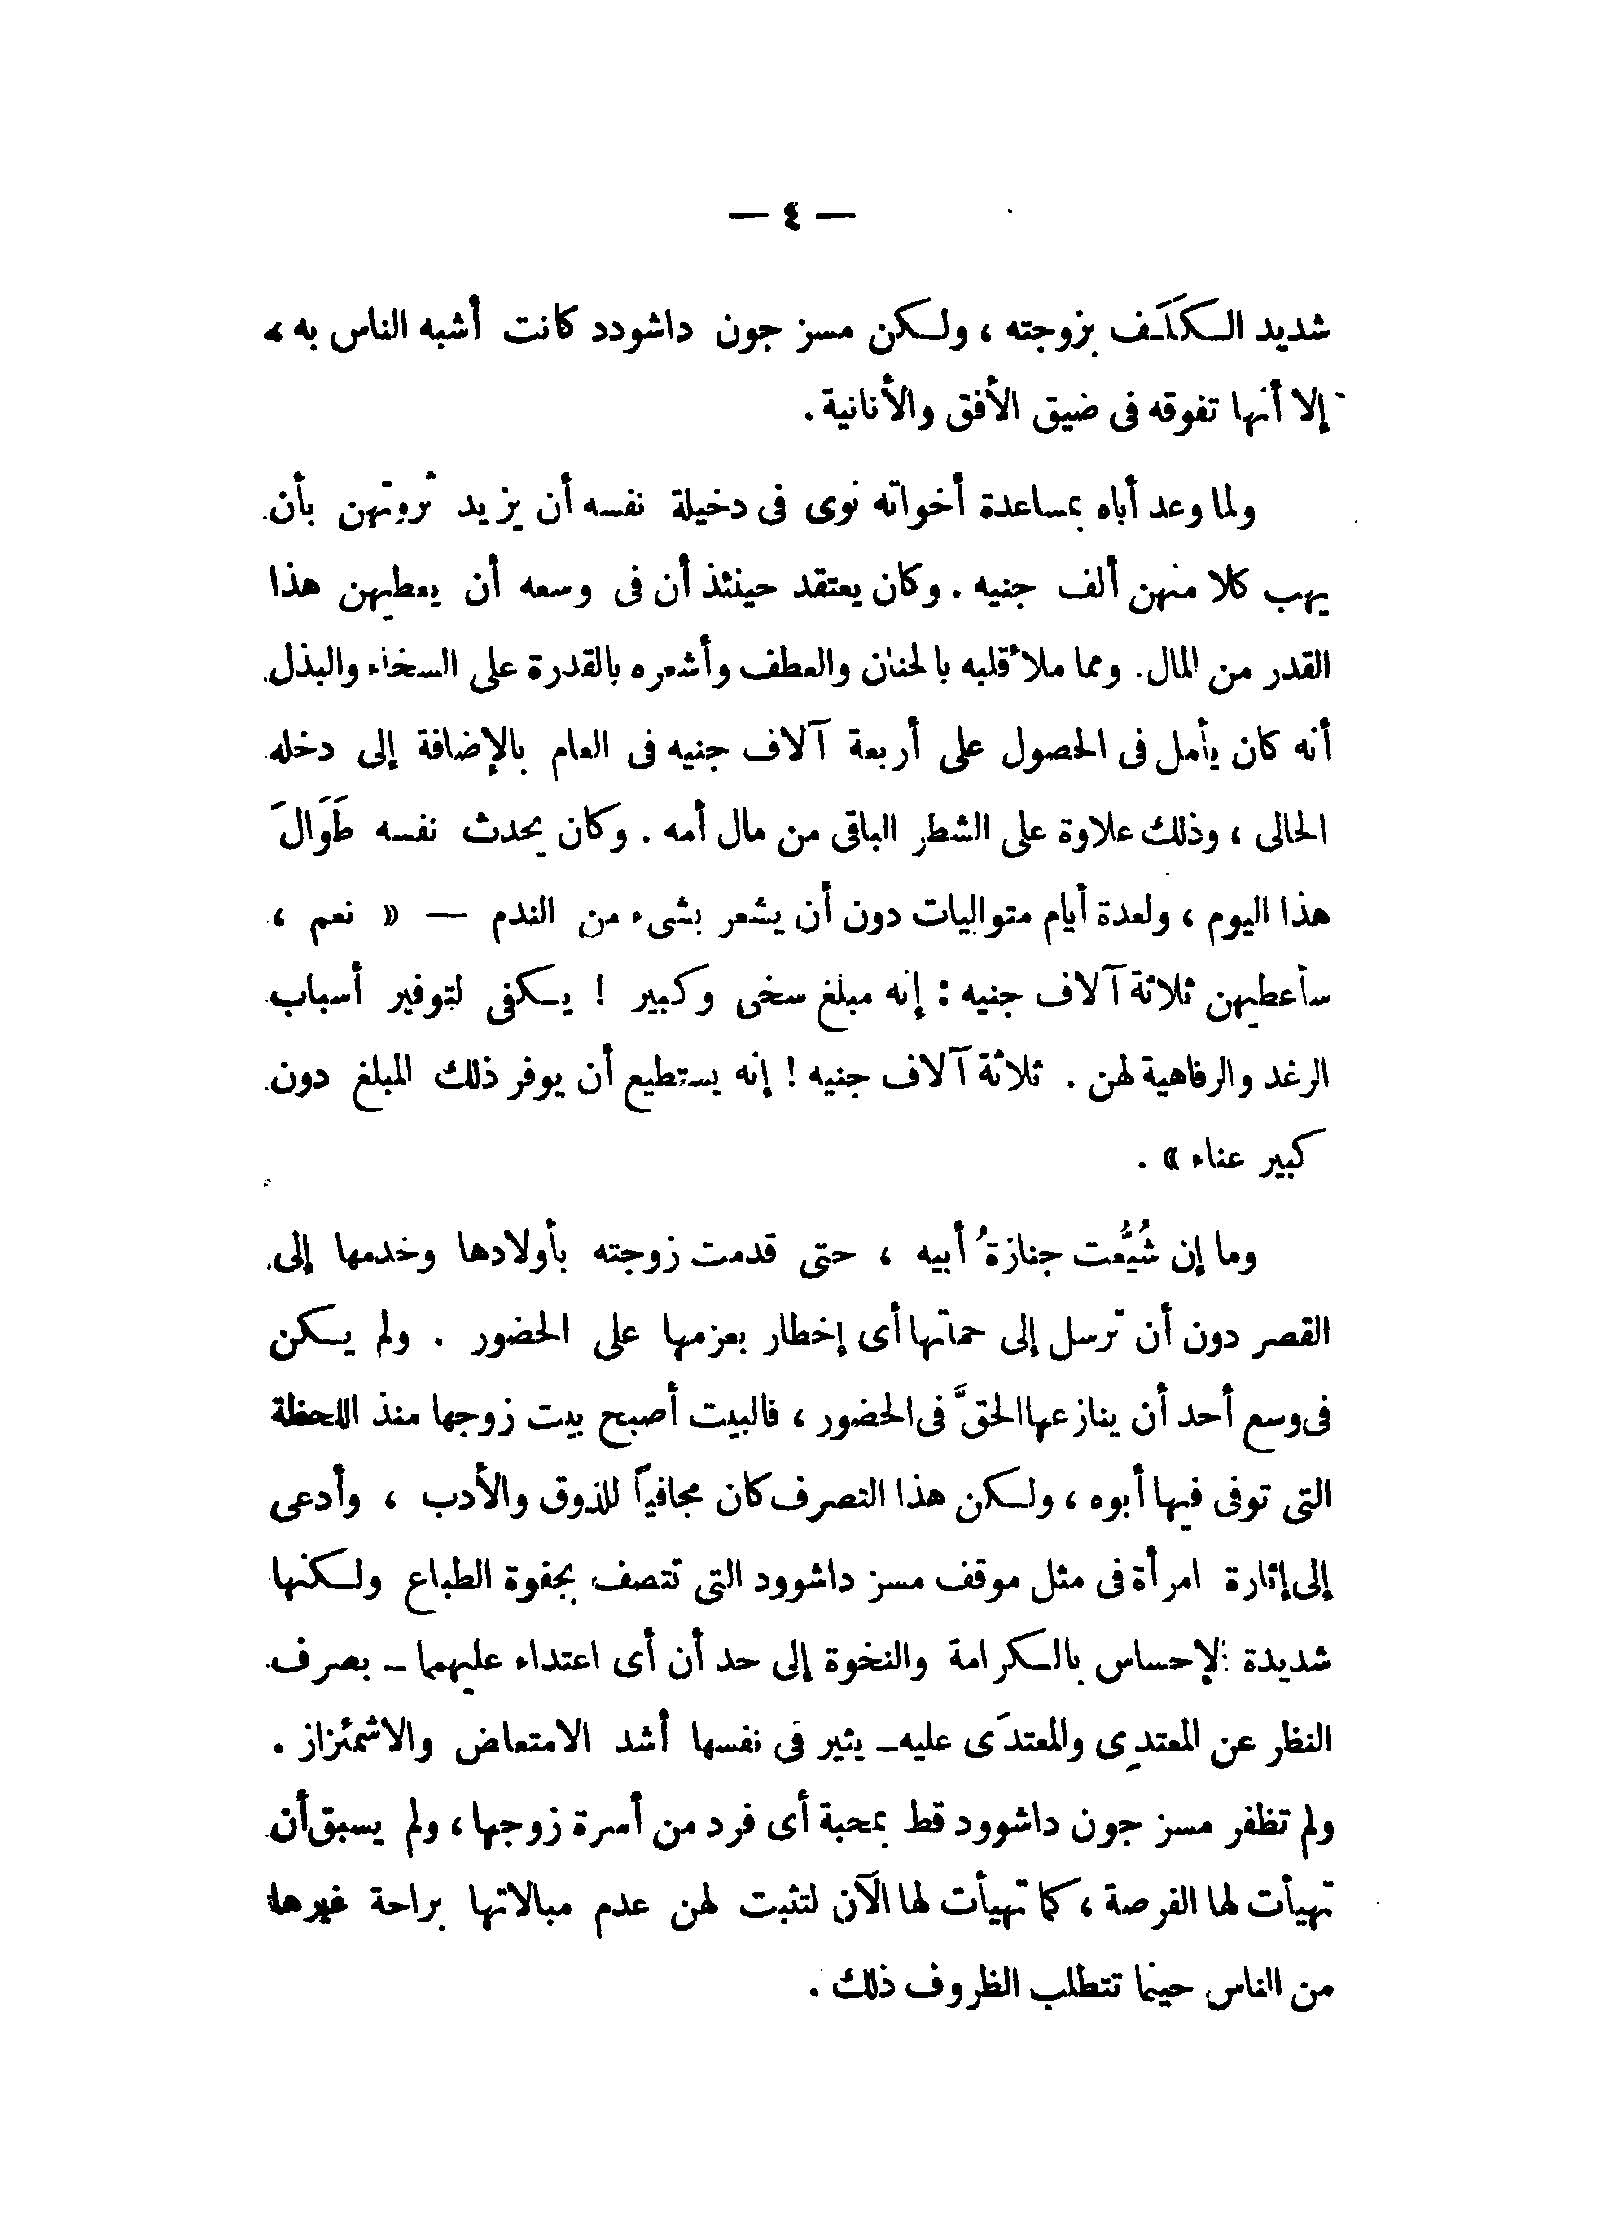 — ٤ —
شديد الكَلَف بزوجته ، ولكن مسز جون داشودد كانت أشبه الناس به ،
إلا أنها تفوقه فى ضيق الأفق والأنانية .
ولما وعد أباه بمساعدة أخواته نوى فى دخيلة نفسه أن يزيد ثروتهن بأن
يهب كلا منهن ألف جنيه . وكان يعتقد حينئذ أن فى وسعه أن يعطيهن هذا
القدر من المال . ومما ملأ قلبه بالحنان والعطف وأشعره بالقدرة على السخاء والبذل
أنه كان يأمل فى الحصول على أربعة آلاف جنيه فى العام بالإضافة إلى دخله
الحالى ، وذلك علاوة على الشطر الباقى من مال أمه . وكان يحدث نفسه طَوَالَ
هذا اليوم ، ولعدة أيام متواليات دون أن يشعر بشىء من الندم — « نعم ،
سأعطيهن ثلاثة آلاف جنيه : إنه مبلغ سخى وكبير ! يكفى لتوفير أسباب
الرغد والرفاهية لهن . ثلاثة آلاف جنيه ! إنه يستطيع أن يوفر ذلك المبلغ دون
كبير عناء » .
وما إن شُيُّعت جنازةُ أبيه ، حتى قدمت زوجته بأولادها وخدمها إلى
القصر دون أن ترسل إلى حماتها أى إخطار بعزمها على الحضور . ولم يكن
فى وسع أحد أن ينازعها الحقَّ فى الحضور ، فالبيت أصبح بيت زوجها منذ اللحظة
التى توفى فيها أبوه ، ولكن هذا التصرف كان مجافياً للذوق والأدب ، وأدعى
إلى إثارة امرأة فى مثل موقف مسز داشوود التى تتصف بجفوة الطباع ولكنها
شديدة الإحساس بالكرامة والنخوة إلى حد أن أى اعتداء عليهما – بصرف
النظر عن المعتدِى والمعتدَى عليه – يثير فى نفسها أشد الامتعاض والاشمئزاز .
ولم تظفر مسز جون داشوود قط بمحبة أى فرد من أسرة زوجها ، ولم يسبق أن
تهيأت لها الفرصة ، كما تهيأت لها الآن لتثبت لهن عدم مبالاتها براحة غيرها
من الناس حينما تتطلب الظروف ذلك .